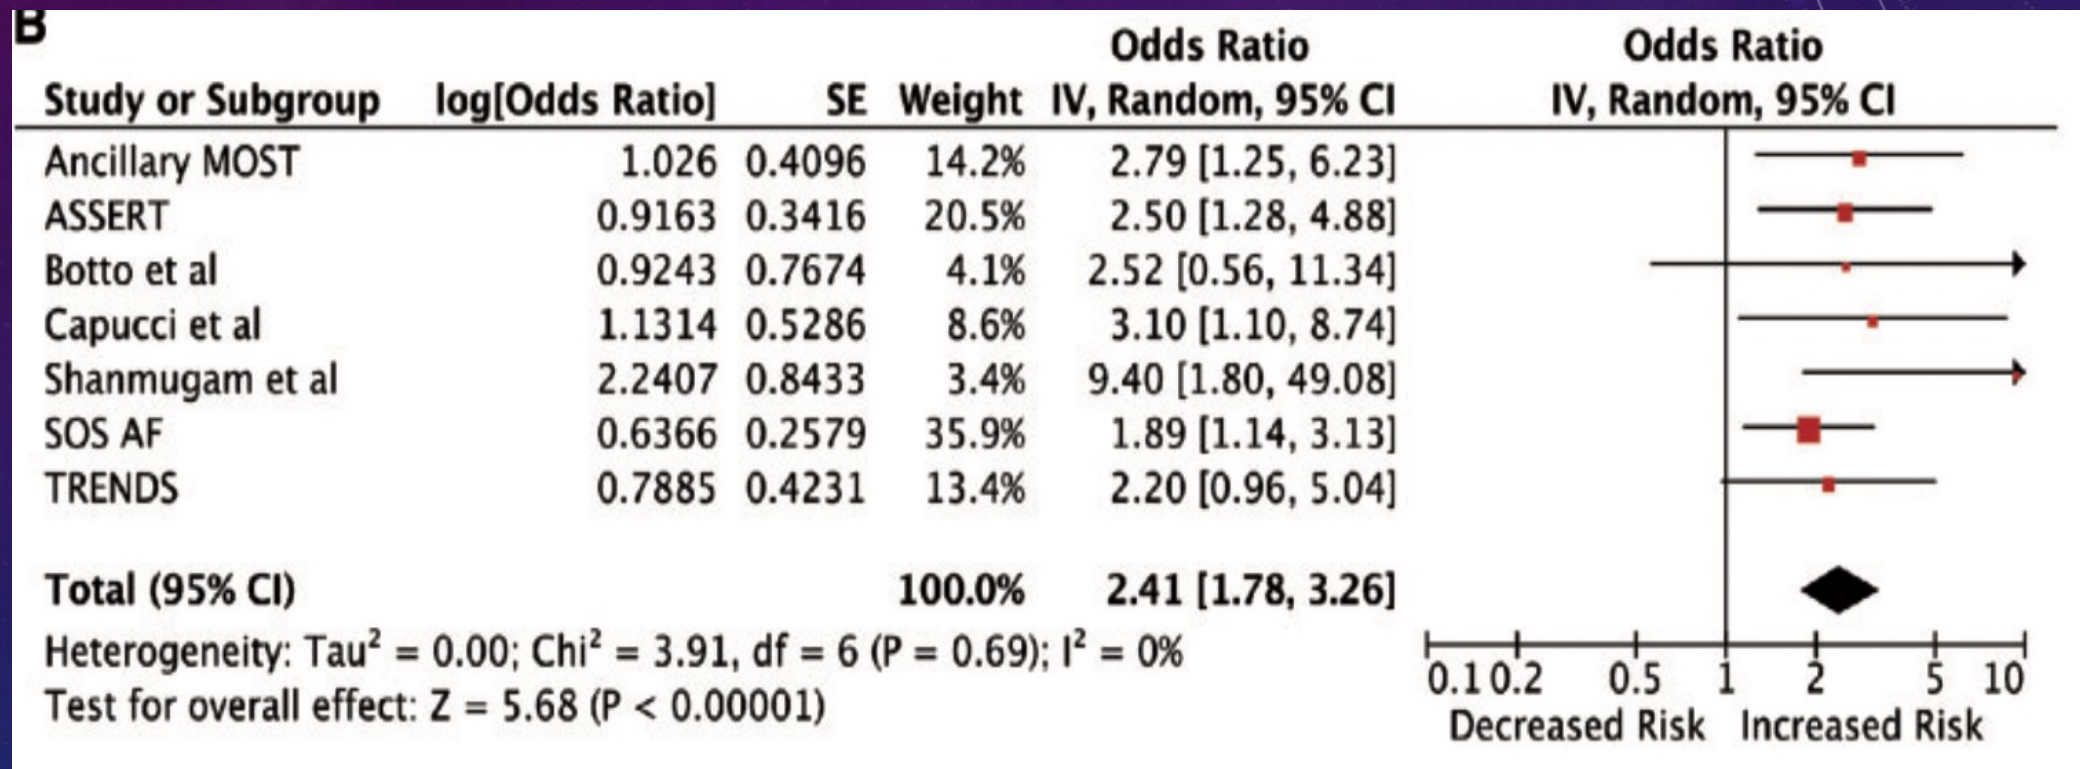 B
Odds Ratio Odds Ratio
Study or Subgroup log[Odds Ratio] SE Weight IV, Random, 95% CI IV, Random, 95% CI
Ancillary MOST 1.026 0.4096 14.2% 2.79 [1.25, 6.23]
ASSERT 0.9163 0.3416 20.5% 2.50 [1.28, 4.88]
Botto et al 0.9243 0.7674 4.1% 2.52 [0.56, 11.34]
Capucci et al 1.1314 0.5286 8.6% 3.10 [1.10, 8.74]
Shanmugam et al 2.2407 0.8433 3.4% 9.40 [1.80, 49.08]
SOS AF 0.6366 0.2579 35.9% 1.89 [1.14, 3.13]
TRENDS 0.7885 0.4231 13.4% 2.20 [0.96, 5.04]
Total (95% CI) 100.0% 2.41 [1.78, 3.26]
Heterogeneity: Tau² = 0.00; Chi² = 3.91, df = 6 (P = 0.69); I² = 0%
Test for overall effect: Z = 5.68 (P < 0.00001)
0.1 0.2 0.5 1 2 5 10
Decreased Risk Increased Risk